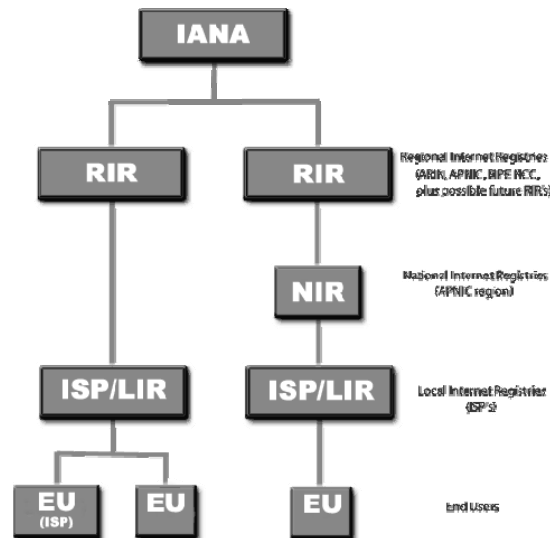 IANA
RIR
RIR
Regional Internet Registries
(ARIN, APNIC, RIPE NCC,
plus possible future RIR's)
NIR
National Internet Registries
(APNIC region)
ISP/LIR
ISP/LIR
Local Internet Registries
(ISP's)
EU
(ISP)
EU
EU
End Users